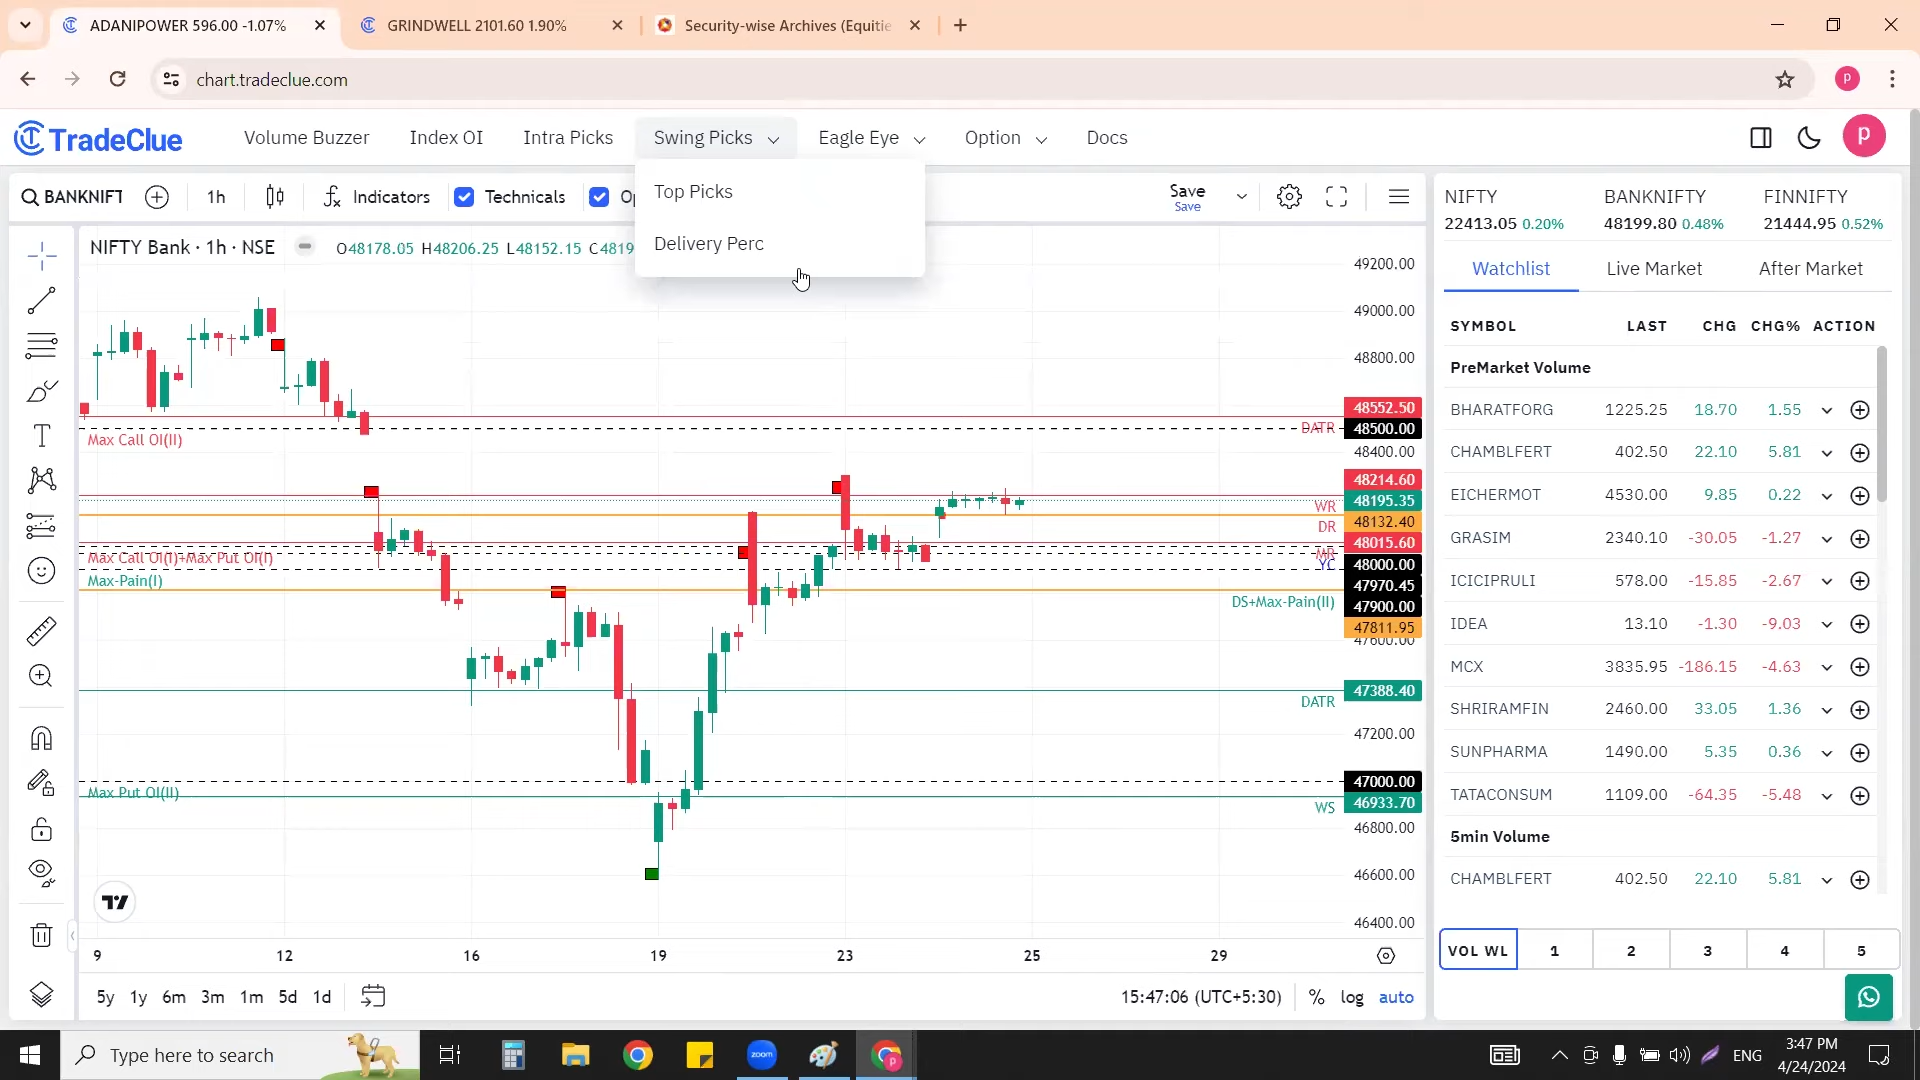 ADANIPOWER 596.00 -1.07%
GRINDWELL 2101.60 1.90%
Security-wise Archives (Equitie
chart.tradeclue.com
P
TradeClue
Volume Buzzer
Index OI
Intra Picks
Swing Picks
Eagle Eye
Option
Docs
P
BANKNIFT
1h
Indicators
Technicals
Save
Save
Top Picks
Delivery Perc
NIFTY Bank · 1h · NSE
O48178.05 H48206.25 L48152.15 C4819
49200.00
49000.00
48800.00
48552.50
DATR 48500.00
Max Call OI(II)
48400.00
48214.60
48195.35
WR
48132.40
DR
48015.60
MR
YC
Max Call OI(I)+Max Put OI(I)
48000.00
Max-Pain(I)
47970.45
47900.00
DS+Max-Pain(II)
47811.95
47600.00
47388.40
DATR
47200.00
47000.00
Max Put OI(II)
46933.70
WS
46800.00
46600.00
46400.00
9 12 16 19 23 25 29
5y 1y 6m 3m 1m 5d 1d
15:47:06 (UTC+5:30)
% log auto
NIFTY BANKNIFTY FINNIFTY
22413.05 0.20% 48199.80 0.48% 21444.95 0.52%
Watchlist Live Market After Market
SYMBOL LAST CHG CHG% ACTION
PreMarket Volume
BHARATFORG 1225.25 18.70 1.55
CHAMBLFERT 402.50 22.10 5.81
EICHERMOT 4530.00 9.85 0.22
GRASIM 2340.10 -30.05 -1.27
ICICIPRULI 578.00 -15.85 -2.67
IDEA 13.10 -1.30 -9.03
MCX 3835.95 -186.15 -4.63
SHRIRAMFIN 2460.00 33.05 1.36
SUNPHARMA 1490.00 5.35 0.36
TATACONSUM 1109.00 -64.35 -5.48
5min Volume
CHAMBLFERT 402.50 22.10 5.81
VOL WL 1 2 3 4 5
Type here to search
zoom
ENG
3:47 PM
4/24/2024